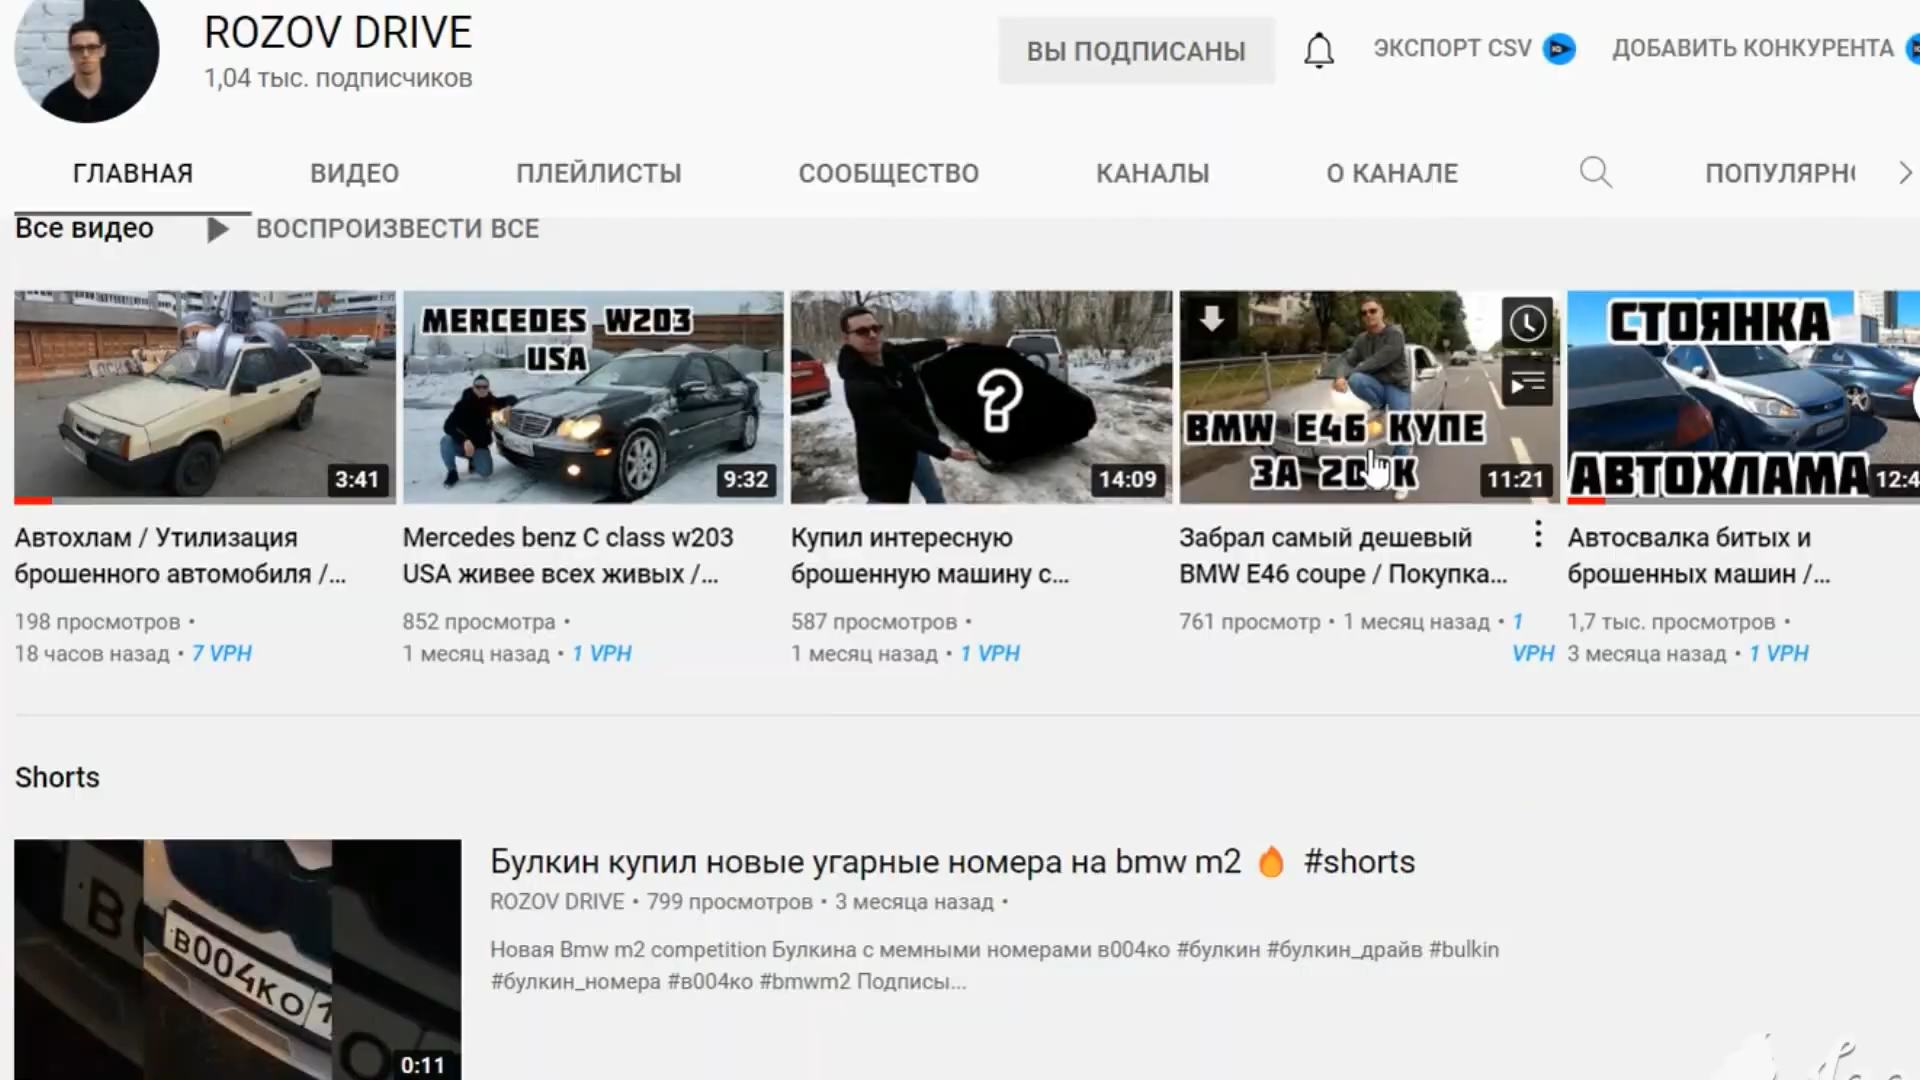 ROZOV DRIVE
1,04 тыс. подписчиков
ВЫ ПОДПИСАНЫ
ЭКСПОРТ CSV
ДОБАВИТЬ КОНКУРЕНТА
ГЛАВНАЯ
ВИДЕО
ПЛЕЙЛИСТЫ
СООБЩЕСТВО
КАНАЛЫ
О КАНАЛЕ
Все видео
ВОСПРОИЗВЕСТИ ВСЕ
3:41
MERCEDES W203
USA
9:32
?
14:09
BMW E46 КУПЕ
ЗА
11:21
СТОЯНКА
АВТОХЛАМА
Автохлам / Утилизация
брошенного автомобиля /...
198 просмотров •
18 часов назад • 7 VPH
Mercedes benz C class w203
USA живее всех живых /...
852 просмотра •
1 месяц назад • 1 VPH
Купил интересную
брошенную машину с...
587 просмотров •
1 месяц назад • 1 VPH
Забрал самый дешевый
BMW E46 coupe / Покупка...
761 просмотр • 1 месяц назад • 1
VPH
Автосвалка битых и
брошенных машин /...
1,7 тыс. просмотров •
3 месяца назад • 1 VPH
Shorts
в004ко
0:11
Булкин купил новые угарные номера на bmw m2 🔥 #shorts
ROZOV DRIVE • 799 просмотров • 3 месяца назад •
Новая Bmw m2 competition Булкина с мемными номерами в004ко #булкин #булкин_драйв #bulkin
#булкин_номера #в004ко #bmwm2 Подписы...